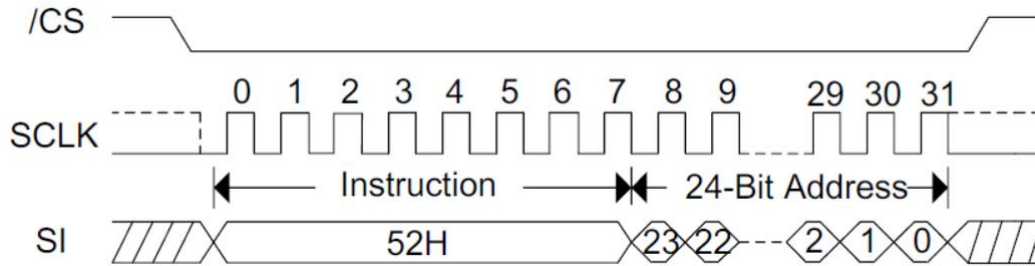 /CS
0 1 2 3 4 5 6 7 8 9 29 30 31
SCLK
Instruction 24-Bit Address
SI 52H 23 22 2 1 0